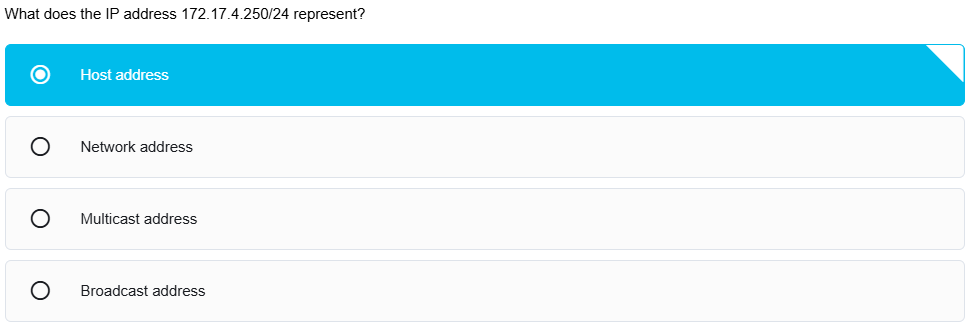 What does the IP address 172.17.4.250/24 represent?
Host address
Network address
Multicast address
Broadcast address